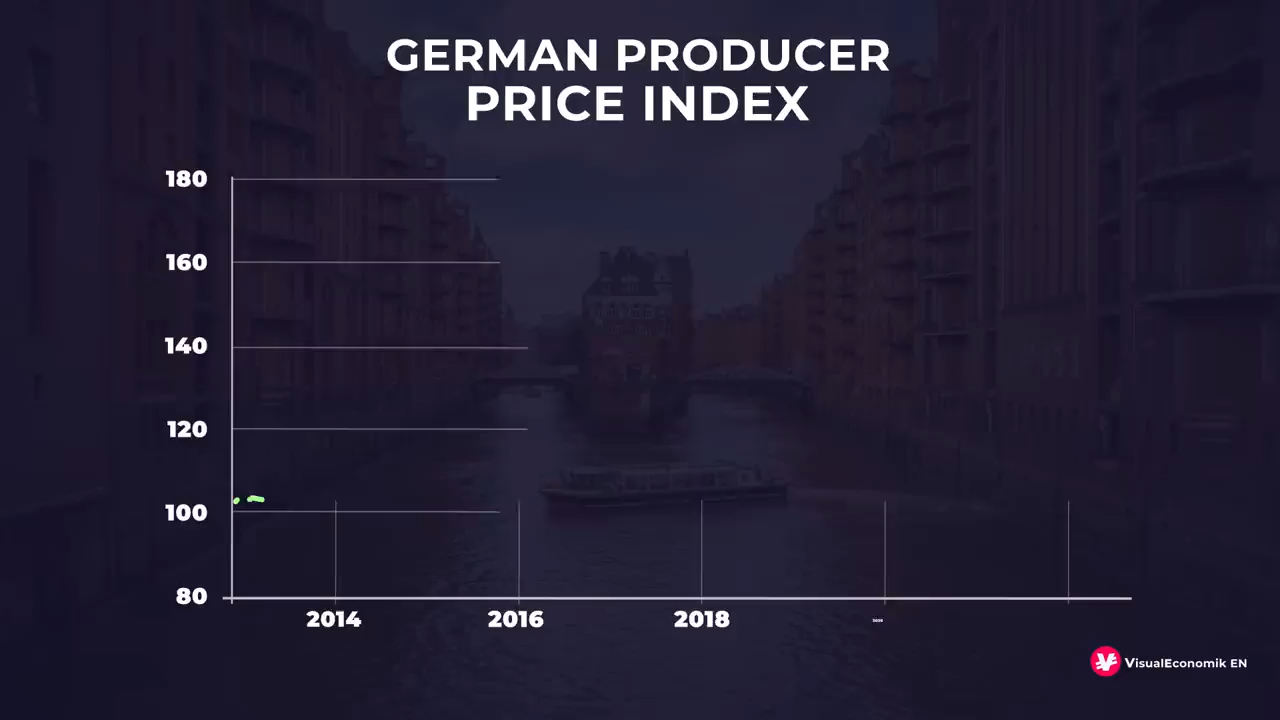 GERMAN PRODUCER
PRICE INDEX
180
160
140
120
100
80
2014 2016 2018
VisualEconomik EN